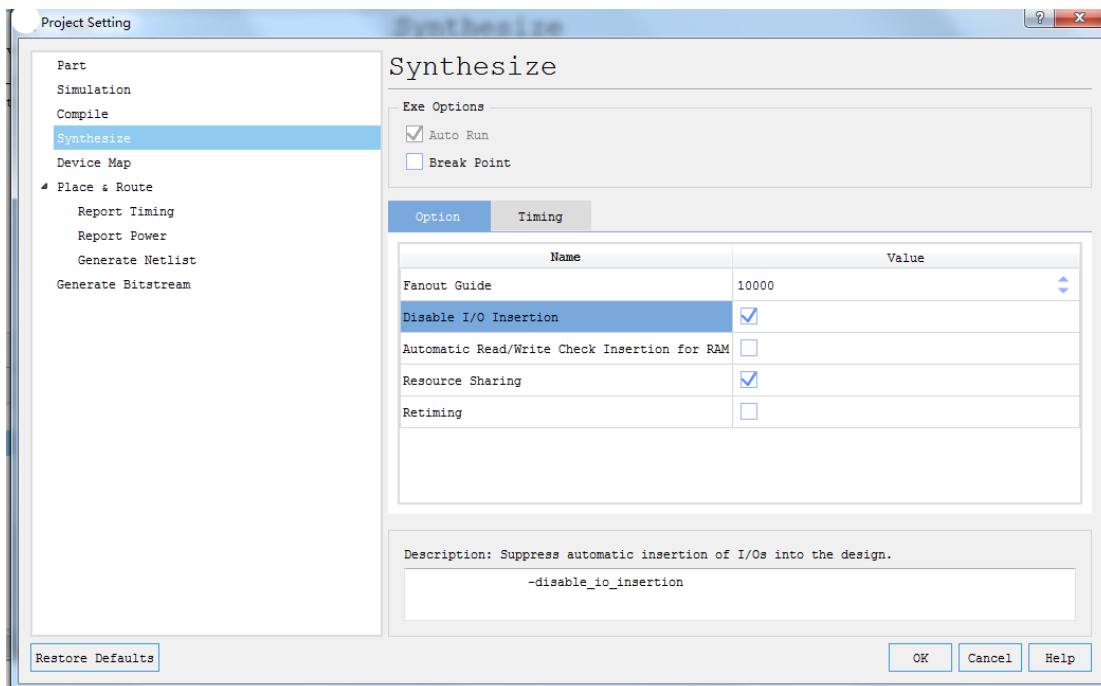 Project Setting
Part
Simulation
Compile
Synthesize
Device Map
Place & Route
Report Timing
Report Power
Generate Netlist
Generate Bitstream
Synthesize
Exe Options
Auto Run
Break Point
Option Timing
Name Value
Fanout Guide 10000
Disable I/O Insertion
Automatic Read/Write Check Insertion for RAM
Resource Sharing
Retiming
Description: Suppress automatic insertion of I/Os into the design.
-disable_io_insertion
Restore Defaults OK Cancel Help